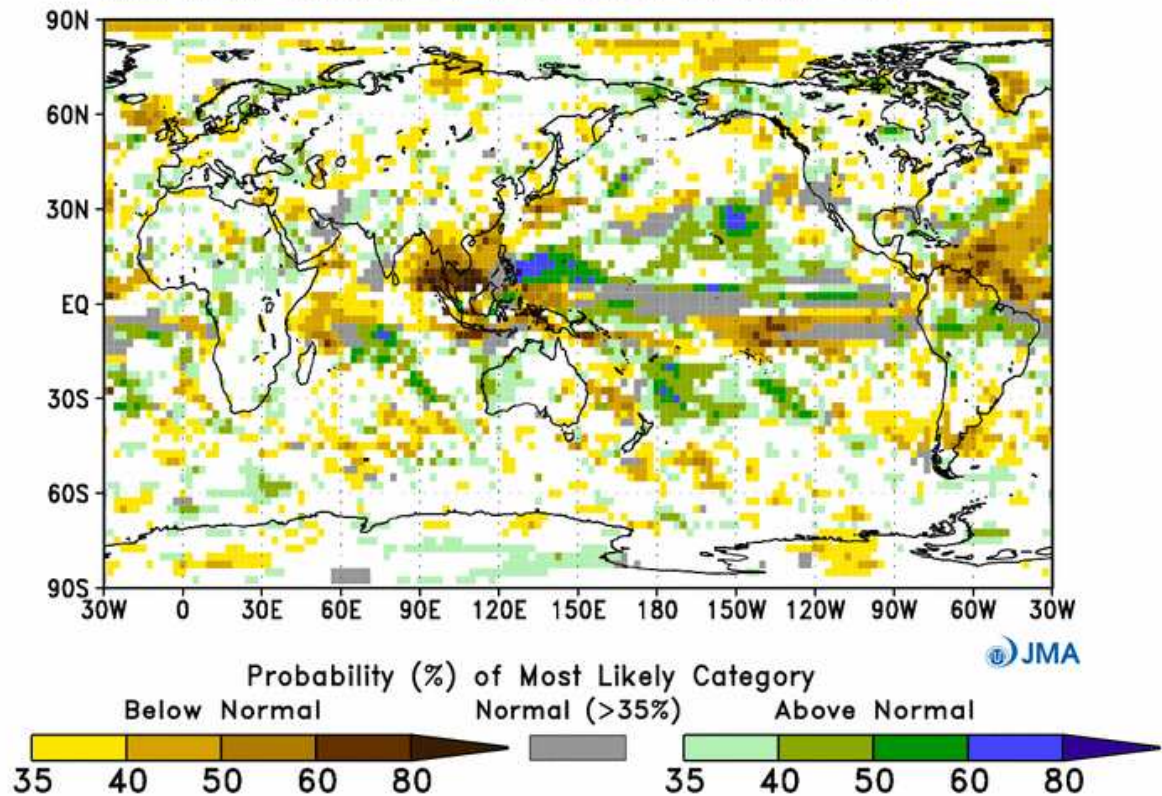 90N
60N
30N
EQ
30S
60S
90S
30W 0 30E 60E 90E 120E 150E 180 150W 120W 90W 60W 30W
JMA
Probability (%) of Most Likely Category
Below Normal Normal (>35%) Above Normal
35 40 50 60 80 35 40 50 60 80